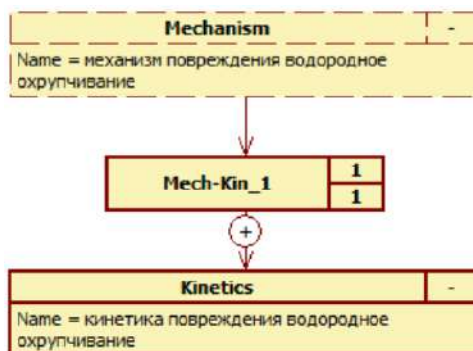 Mechanism -
Name = механизм повреждения водородное
охрупчивание
Mech-Kin_1 1
1
+
Kinetics -
Name = кинетика повреждения водородное
охрупчивание